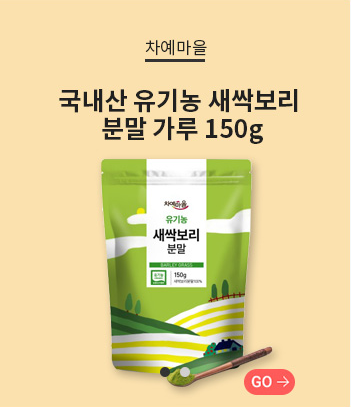 차예마을
국내산 유기농 새싹보리
분말 가루 150g
차예마을
유기농
새싹보리
분말
BARLEY GRASS
150g
GO →